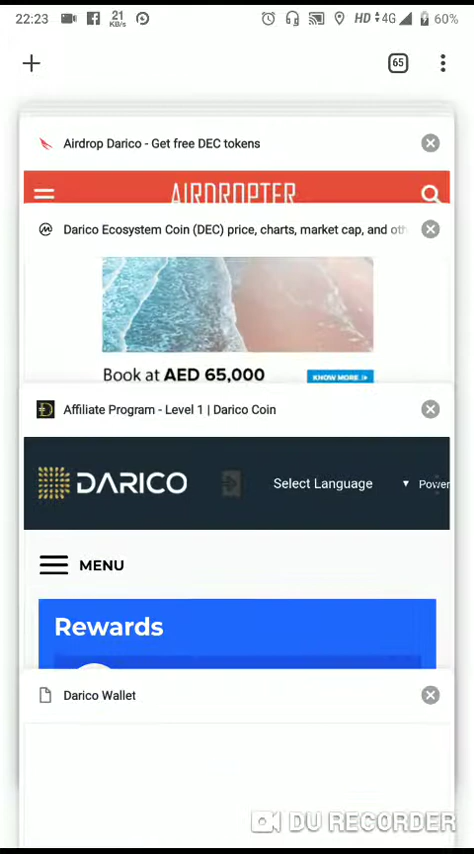 22:23 21 KB/s HD 4G 60%
65
Airdrop Darico - Get free DEC tokens
AIRDROPTER
Darico Ecosystem Coin (DEC) price, charts, market cap, and oth
Book at AED 65,000 KNOW MORE
Affiliate Program - Level 1 | Darico Coin
DARICO Select Language ▼ Power
MENU
Rewards
Darico Wallet
DU RECORDER